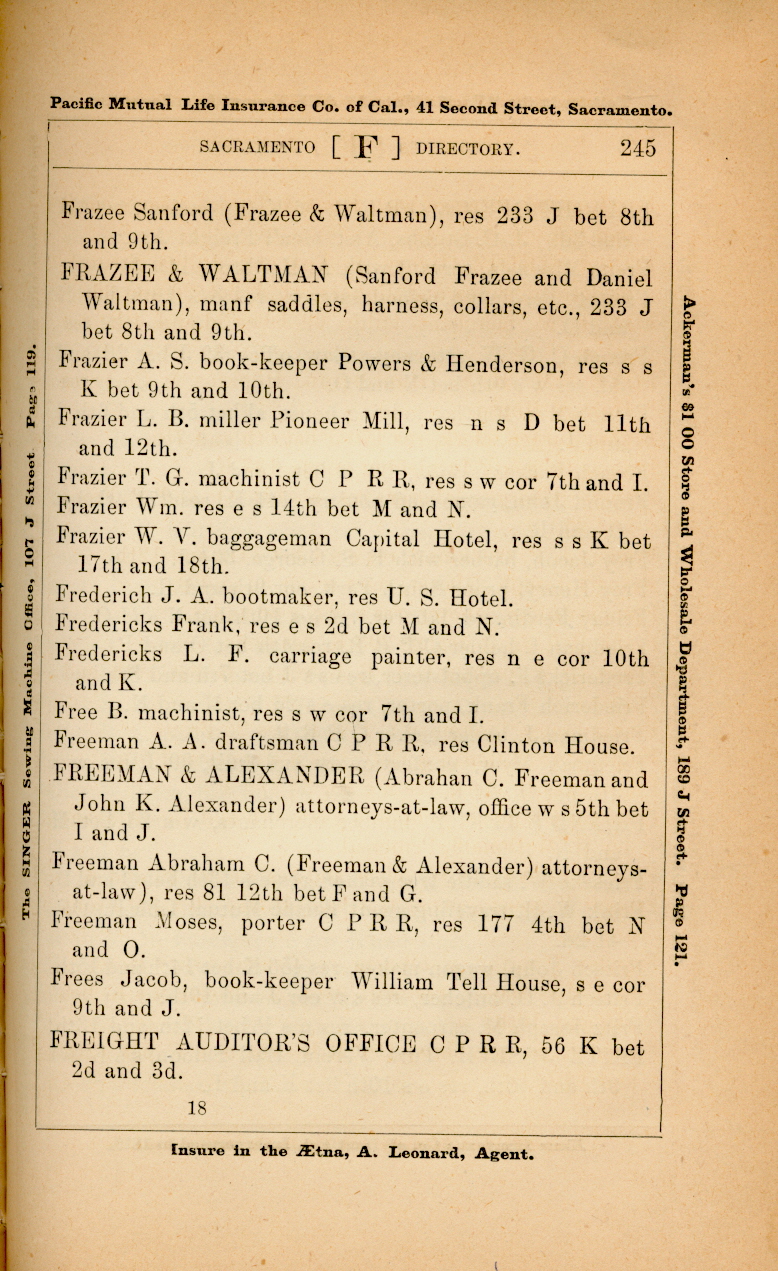 Pacific Mutual Life Insurance Co. of Cal., 41 Second Street, Sacramento.
SACRAMENTO [ F ] DIRECTORY. 245
Frazee Sanford (Frazee & Waltman), res 233 J bet 8th
and 9th.
FRAZEE & WALTMAN (Sanford Frazee and Daniel
Waltman), manf saddles, harness, collars, etc., 233 J
bet 8th and 9th.
Frazier A. S. book-keeper Powers & Henderson, res s s
K bet 9th and 10th.
Frazier L. B. miller Pioneer Mill, res n s D bet 11th
and 12th.
Frazier T. G. machinist C P R R, res s w cor 7th and I.
Frazier Wm. res e s 14th bet M and N.
Frazier W. V. baggageman Capital Hotel, res s s K bet
17th and 18th.
Frederich J. A. bootmaker, res U. S. Hotel.
Fredericks Frank, res e s 2d bet M and N.
Fredericks L. F. carriage painter, res n e cor 10th
and K.
Free B. machinist, res s w cor 7th and I.
Freeman A. A. draftsman C P R R, res Clinton House.
FREEMAN & ALEXANDER (Abrahan C. Freeman and
John K. Alexander) attorneys-at-law, office w s 5th bet
I and J.
Freeman Abraham C. (Freeman & Alexander) attorneys-
at-law), res 81 12th bet F and G.
Freeman Moses, porter C P R R, res 177 4th bet N
and O.
Frees Jacob, book-keeper William Tell House, s e cor
9th and J.
FREIGHT AUDITOR'S OFFICE C P R R, 56 K bet
2d and 3d.
18
Insure in the Ætna, A. Leonard, Agent.
The SINGER Sewing Machine Office, 107 J Street Page 119.
Ackerman's $1 00 Store and Wholesale Department, 189 J Street. Page 121.